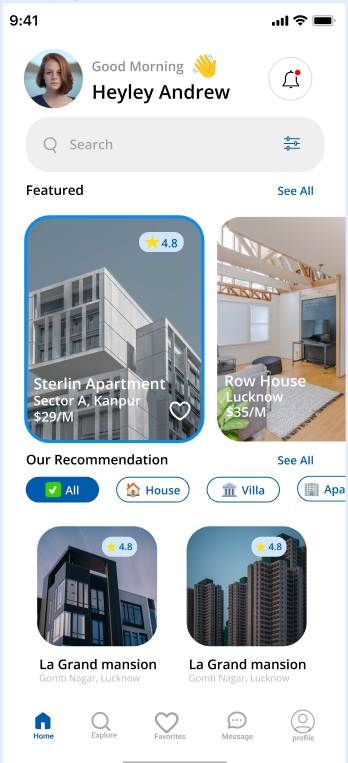 9:41
Good Morning 👋
Heyley Andrew
Search
Featured
See All
4.8
Sterlin Apartment
Sector A, Kanpur
$29/M
Row House
Lucknow
$35/M
Our Recommendation
See All
All
House
Villa
Apa
4.8
4.8
La Grand mansion
Gomti Nagar, Lucknow
La Grand mansion
Gomti Nagar, Lucknow
Home
Explore
Favorites
Message
profile